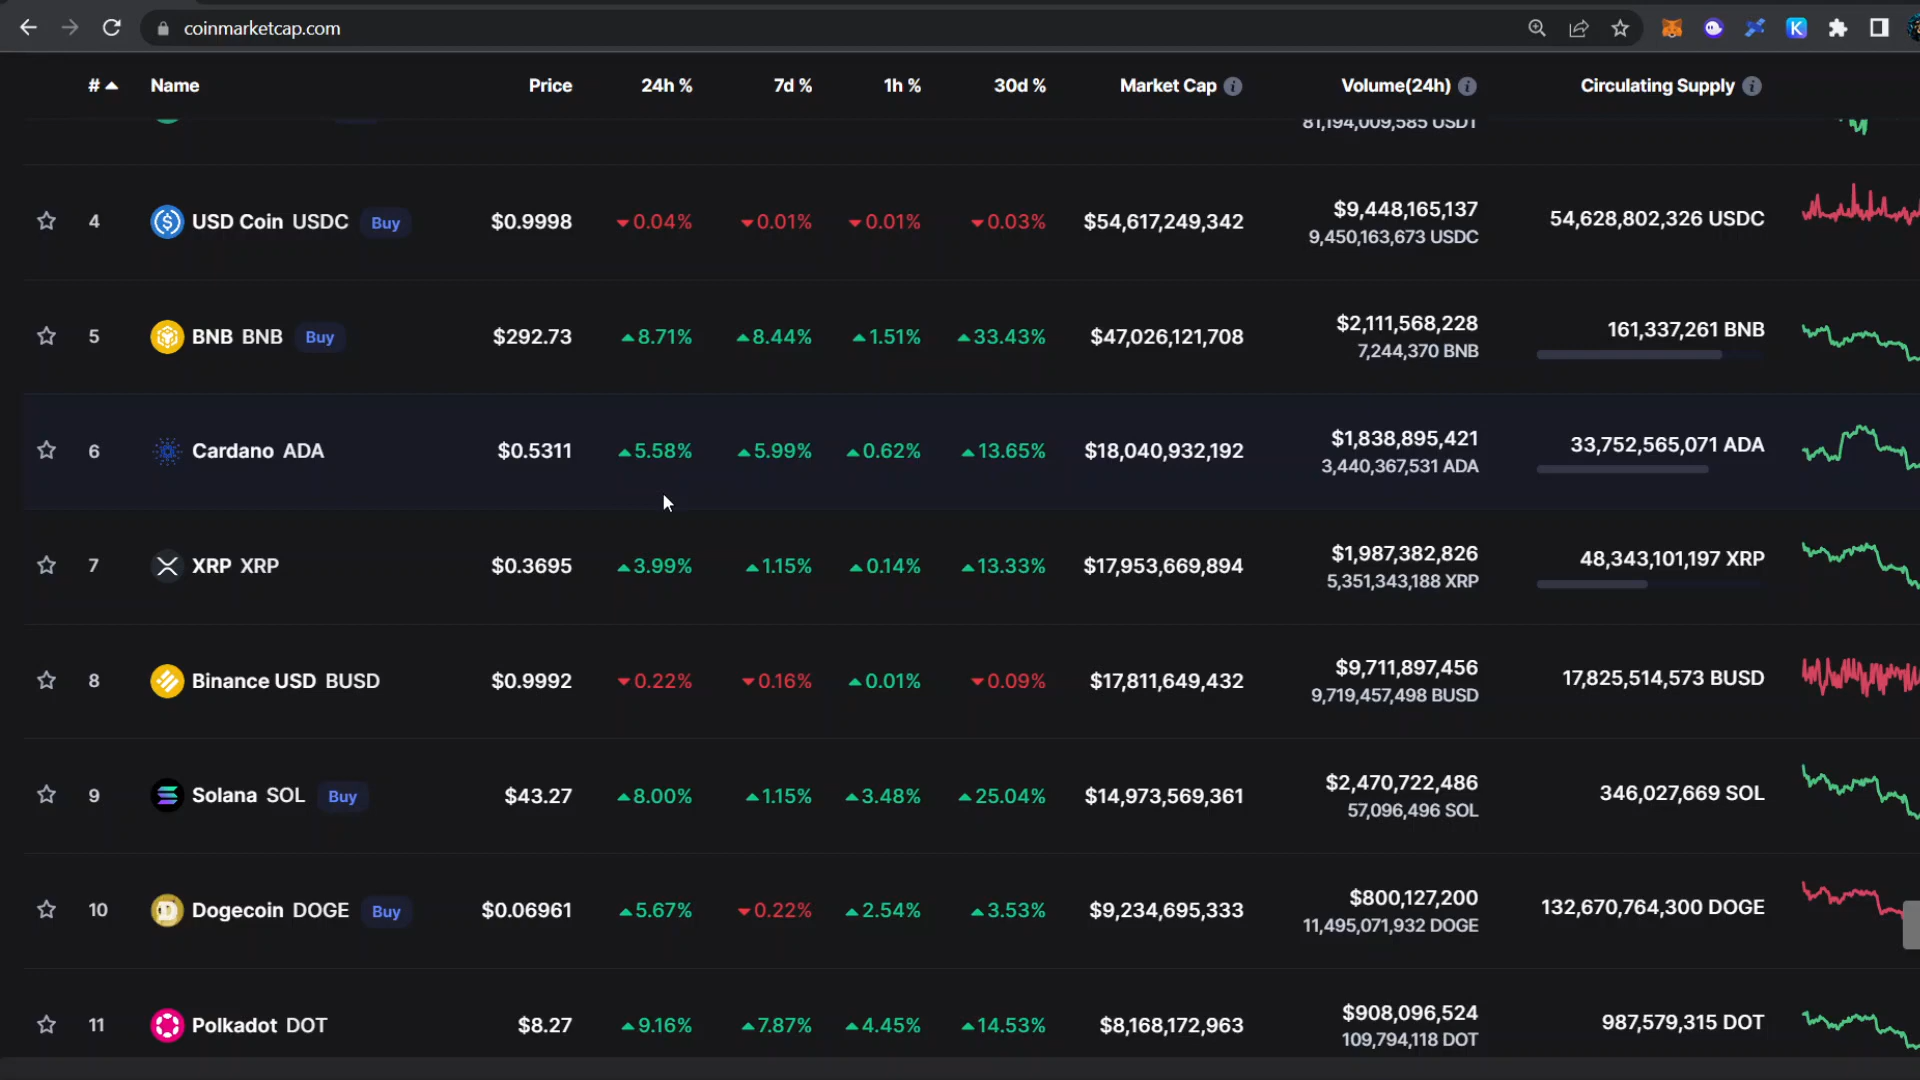 coinmarketcap.com
# Name Price 24h % 7d % 1h % 30d % Market Cap Volume(24h) Circulating Supply
81,194,009,585 USDT
4 USD Coin USDC Buy $0.9998 0.04% 0.01% 0.01% 0.03% $54,617,249,342 $9,448,165,137 54,628,802,326 USDC
9,450,163,673 USDC
5 BNB BNB Buy $292.73 8.71% 8.44% 1.51% 33.43% $47,026,121,708 $2,111,568,228 161,337,261 BNB
7,244,370 BNB
6 Cardano ADA $0.5311 5.58% 5.99% 0.62% 13.65% $18,040,932,192 $1,838,895,421 33,752,565,071 ADA
3,440,367,531 ADA
7 XRP XRP $0.3695 3.99% 1.15% 0.14% 13.33% $17,953,669,894 $1,987,382,826 48,343,101,197 XRP
5,351,343,188 XRP
8 Binance USD BUSD $0.9992 0.22% 0.16% 0.01% 0.09% $17,811,649,432 $9,711,897,456 17,825,514,573 BUSD
9,719,457,498 BUSD
9 Solana SOL Buy $43.27 8.00% 1.15% 3.48% 25.04% $14,973,569,361 $2,470,722,486 346,027,669 SOL
57,096,496 SOL
10 Dogecoin DOGE Buy $0.06961 5.67% 0.22% 2.54% 3.53% $9,234,695,333 $800,127,200 132,670,764,300 DOGE
11,495,071,932 DOGE
11 Polkadot DOT $8.27 9.16% 7.87% 4.45% 14.53% $8,168,172,963 $908,096,524 987,579,315 DOT
109,794,118 DOT